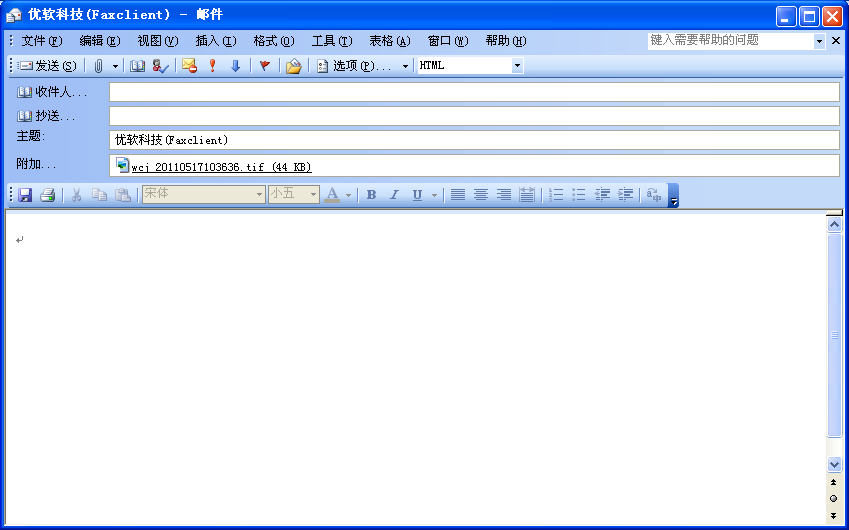 优软科技(Faxclient) - 邮件
文件(F) 编辑(E) 视图(V) 插入(I) 格式(O) 工具(T) 表格(A) 窗口(W) 帮助(H) 键入需要帮助的问题
发送(S) 选项(P)... HTML
收件人...
抄送...
主题: 优软科技(Faxclient)
附加... wcj_20110517103636.tif (44 KB)
宋体 小五 A B I U